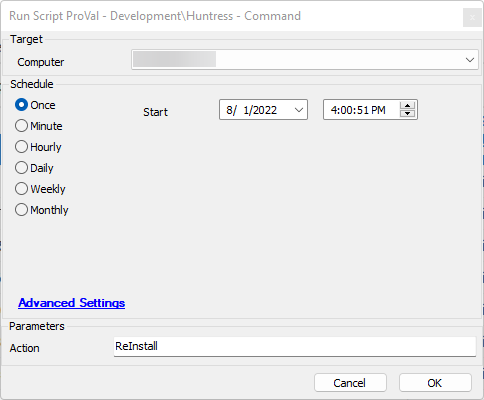 Run Script ProVal - Development\Huntress - Command
Target
Computer
Schedule
Once
Start
8/ 1/2022
4:00:51 PM
Minute
Hourly
Daily
Weekly
Monthly
Advanced Settings
Parameters
Action
ReInstall
Cancel
OK